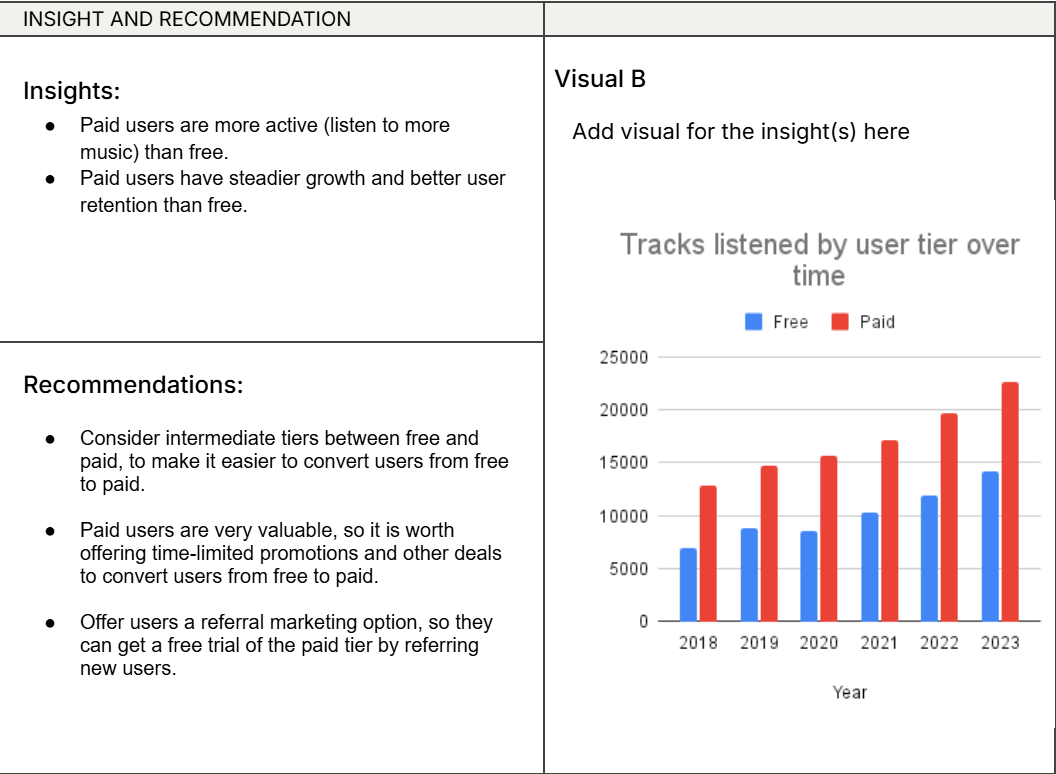 INSIGHT AND RECOMMENDATION
Insights:
● Paid users are more active (listen to more
music) than free.
● Paid users have steadier growth and better user
retention than free.
Recommendations:
● Consider intermediate tiers between free and
paid, to make it easier to convert users from free
to paid.
● Paid users are very valuable, so it is worth
offering time-limited promotions and other deals
to convert users from free to paid.
● Offer users a referral marketing option, so they
can get a free trial of the paid tier by referring
new users.
Visual B
Add visual for the insight(s) here
Tracks listened by user tier over
time
Free Paid
25000
20000
15000
10000
5000
0
2018 2019 2020 2021 2022 2023
Year